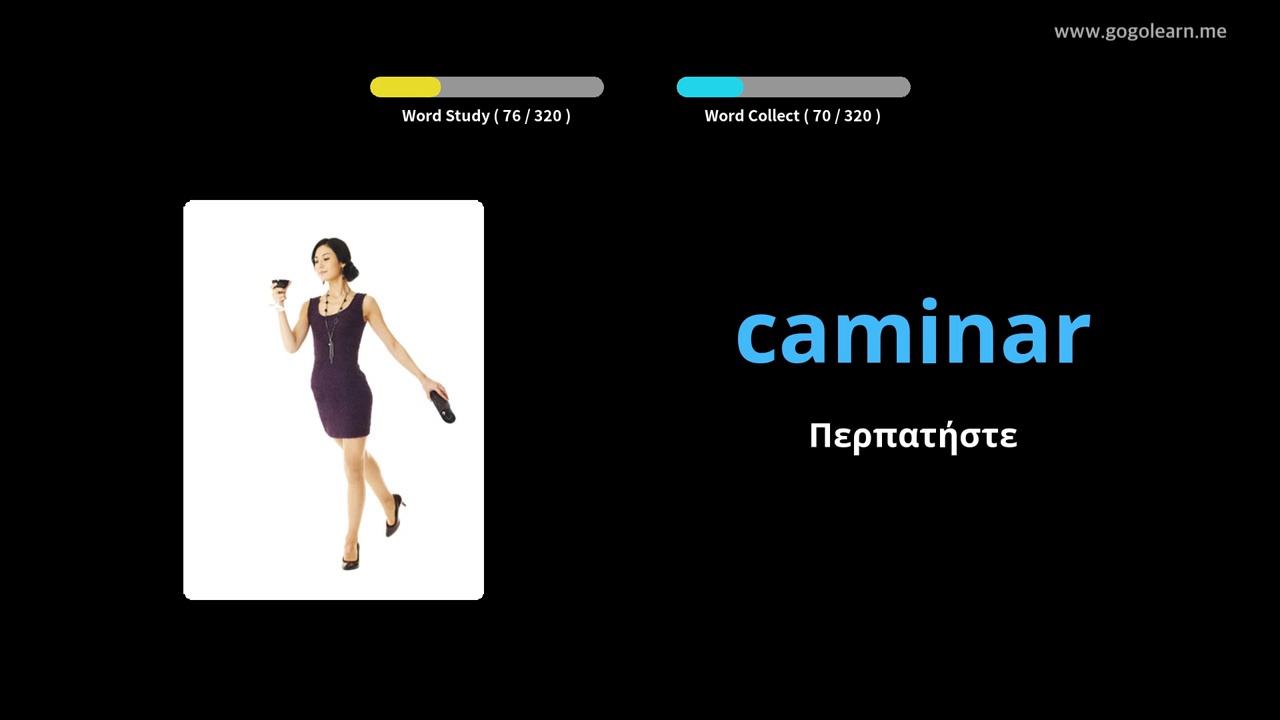 www.gogolearn.me
Word Study ( 76 / 320 )
Word Collect ( 70 / 320 )
caminar
Περπατήστε